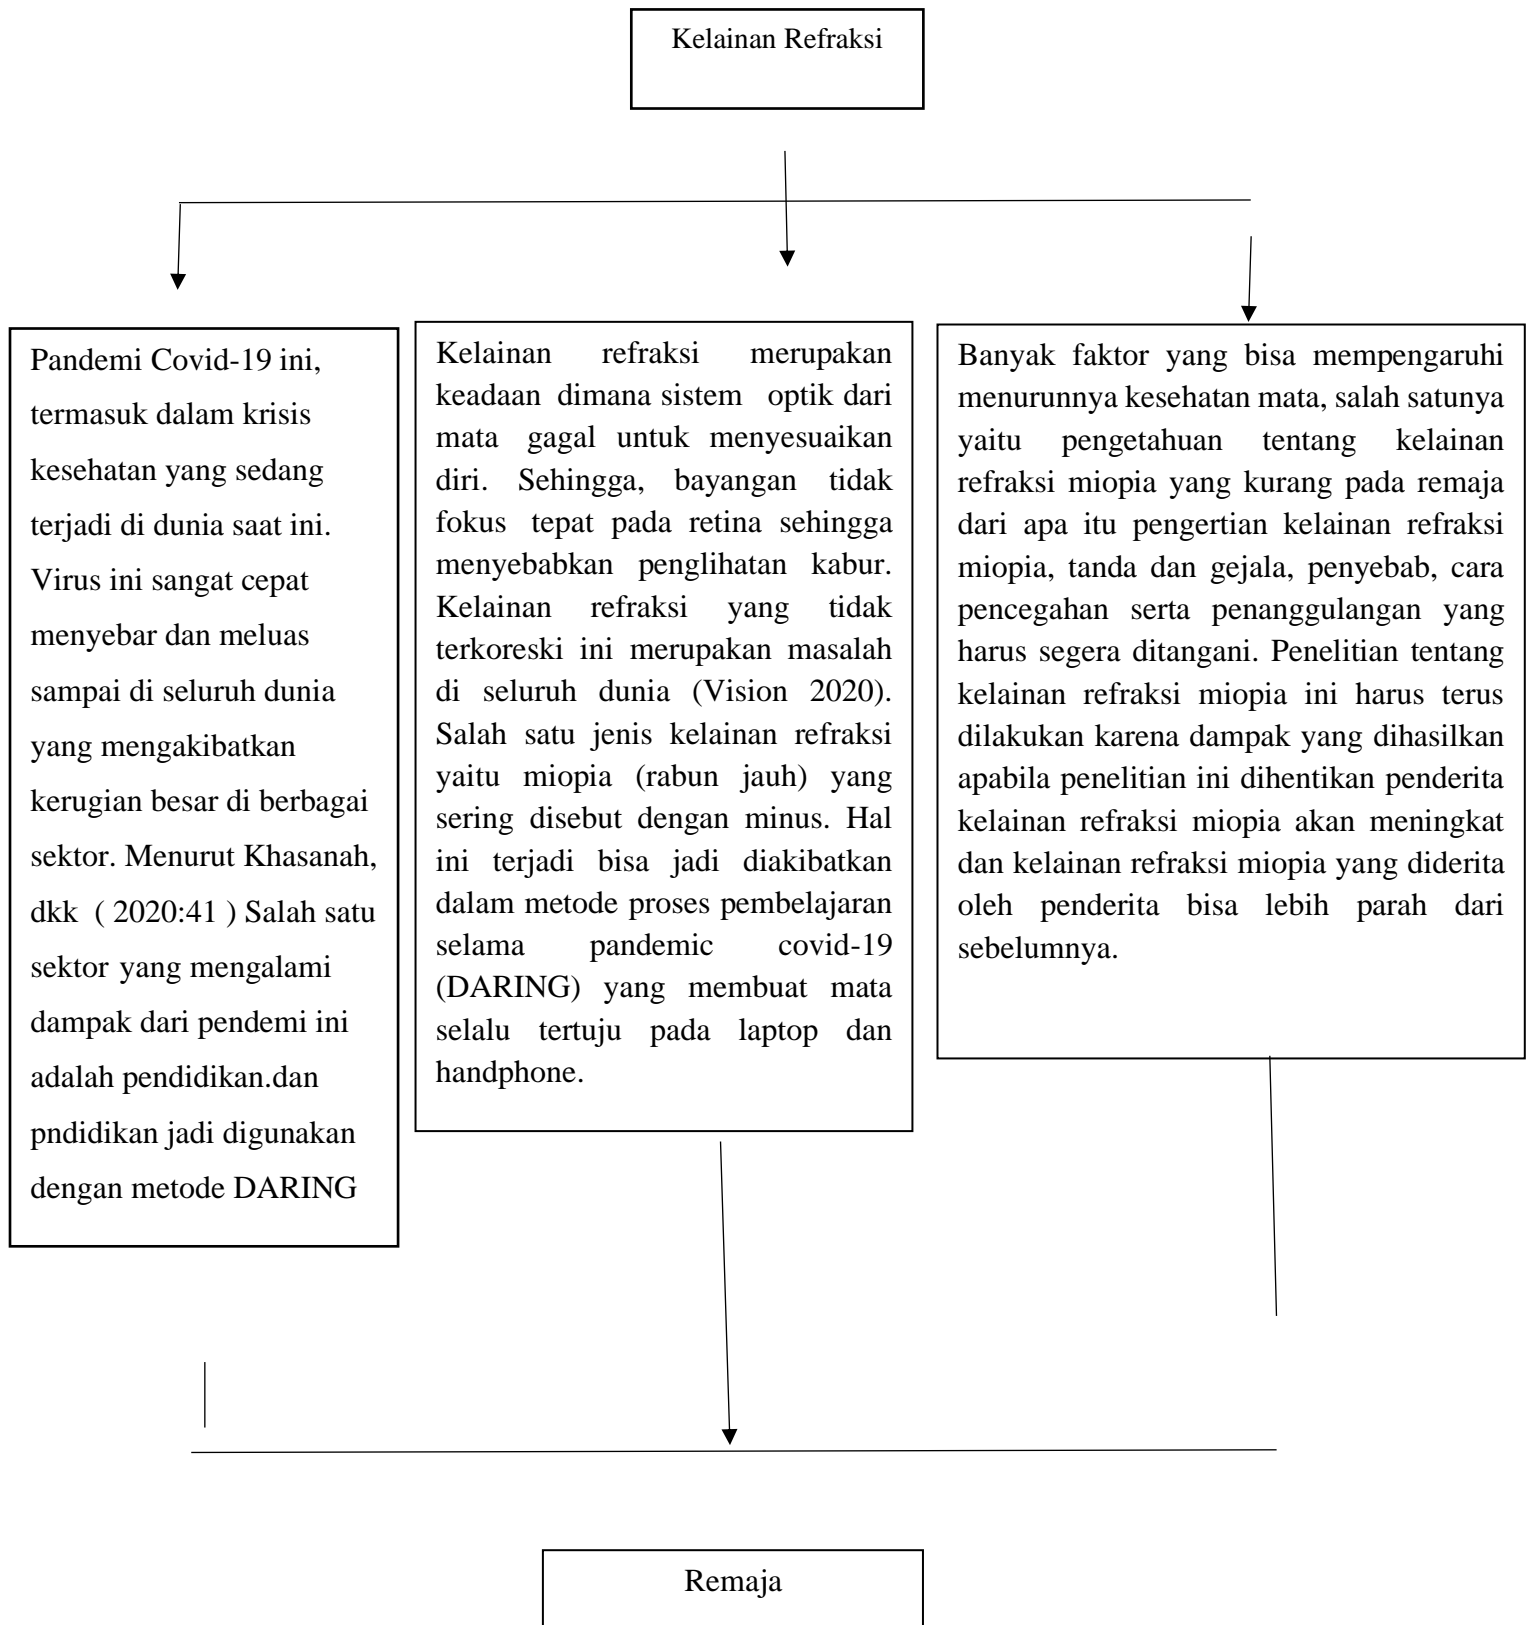 Kelainan Refraksi
Pandemi Covid-19 ini,
termasuk dalam krisis
kesehatan yang sedang
terjadi di dunia saat ini.
Virus ini sangat cepat
menyebar dan meluas
sampai di seluruh dunia
yang mengakibatkan
kerugian besar di berbagai
sektor. Menurut Khasanah,
dkk ( 2020:41 ) Salah satu
sektor yang mengalami
dampak dari pendemi ini
adalah pendidikan.dan
pndidikan jadi digunakan
dengan metode DARING
Kelainan refraksi merupakan
keadaan dimana sistem optik dari
mata gagal untuk menyesuaikan
diri. Sehingga, bayangan tidak
fokus tepat pada retina sehingga
menyebabkan penglihatan kabur.
Kelainan refraksi yang tidak
terkoreski ini merupakan masalah
di seluruh dunia (Vision 2020).
Salah satu jenis kelainan refraksi
yaitu miopia (rabun jauh) yang
sering disebut dengan minus. Hal
ini terjadi bisa jadi diakibatkan
dalam metode proses pembelajaran
selama pandemic covid-19
(DARING) yang membuat mata
selalu tertuju pada laptop dan
handphone.
Banyak faktor yang bisa mempengaruhi
menurunnya kesehatan mata, salah satunya
yaitu pengetahuan tentang kelainan
refraksi miopia yang kurang pada remaja
dari apa itu pengertian kelainan refraksi
miopia, tanda dan gejala, penyebab, cara
pencegahan serta penanggulangan yang
harus segera ditangani. Penelitian tentang
kelainan refraksi miopia ini harus terus
dilakukan karena dampak yang dihasilkan
apabila penelitian ini dihentikan penderita
kelainan refraksi miopia akan meningkat
dan kelainan refraksi miopia yang diderita
oleh penderita bisa lebih parah dari
sebelumnya.
Remaja